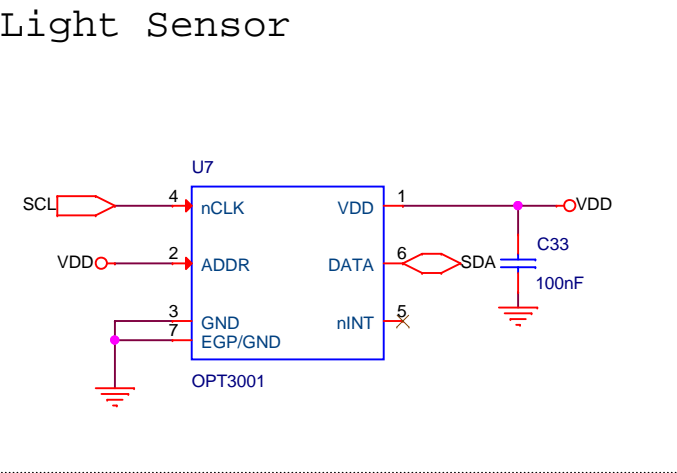 Light Sensor
U7
SCL 4 nCLK VDD 1 VDD
VDD 2 ADDR DATA 6 SDA C33
100nF
3 GND nINT 5
7 EGP/GND
OPT3001